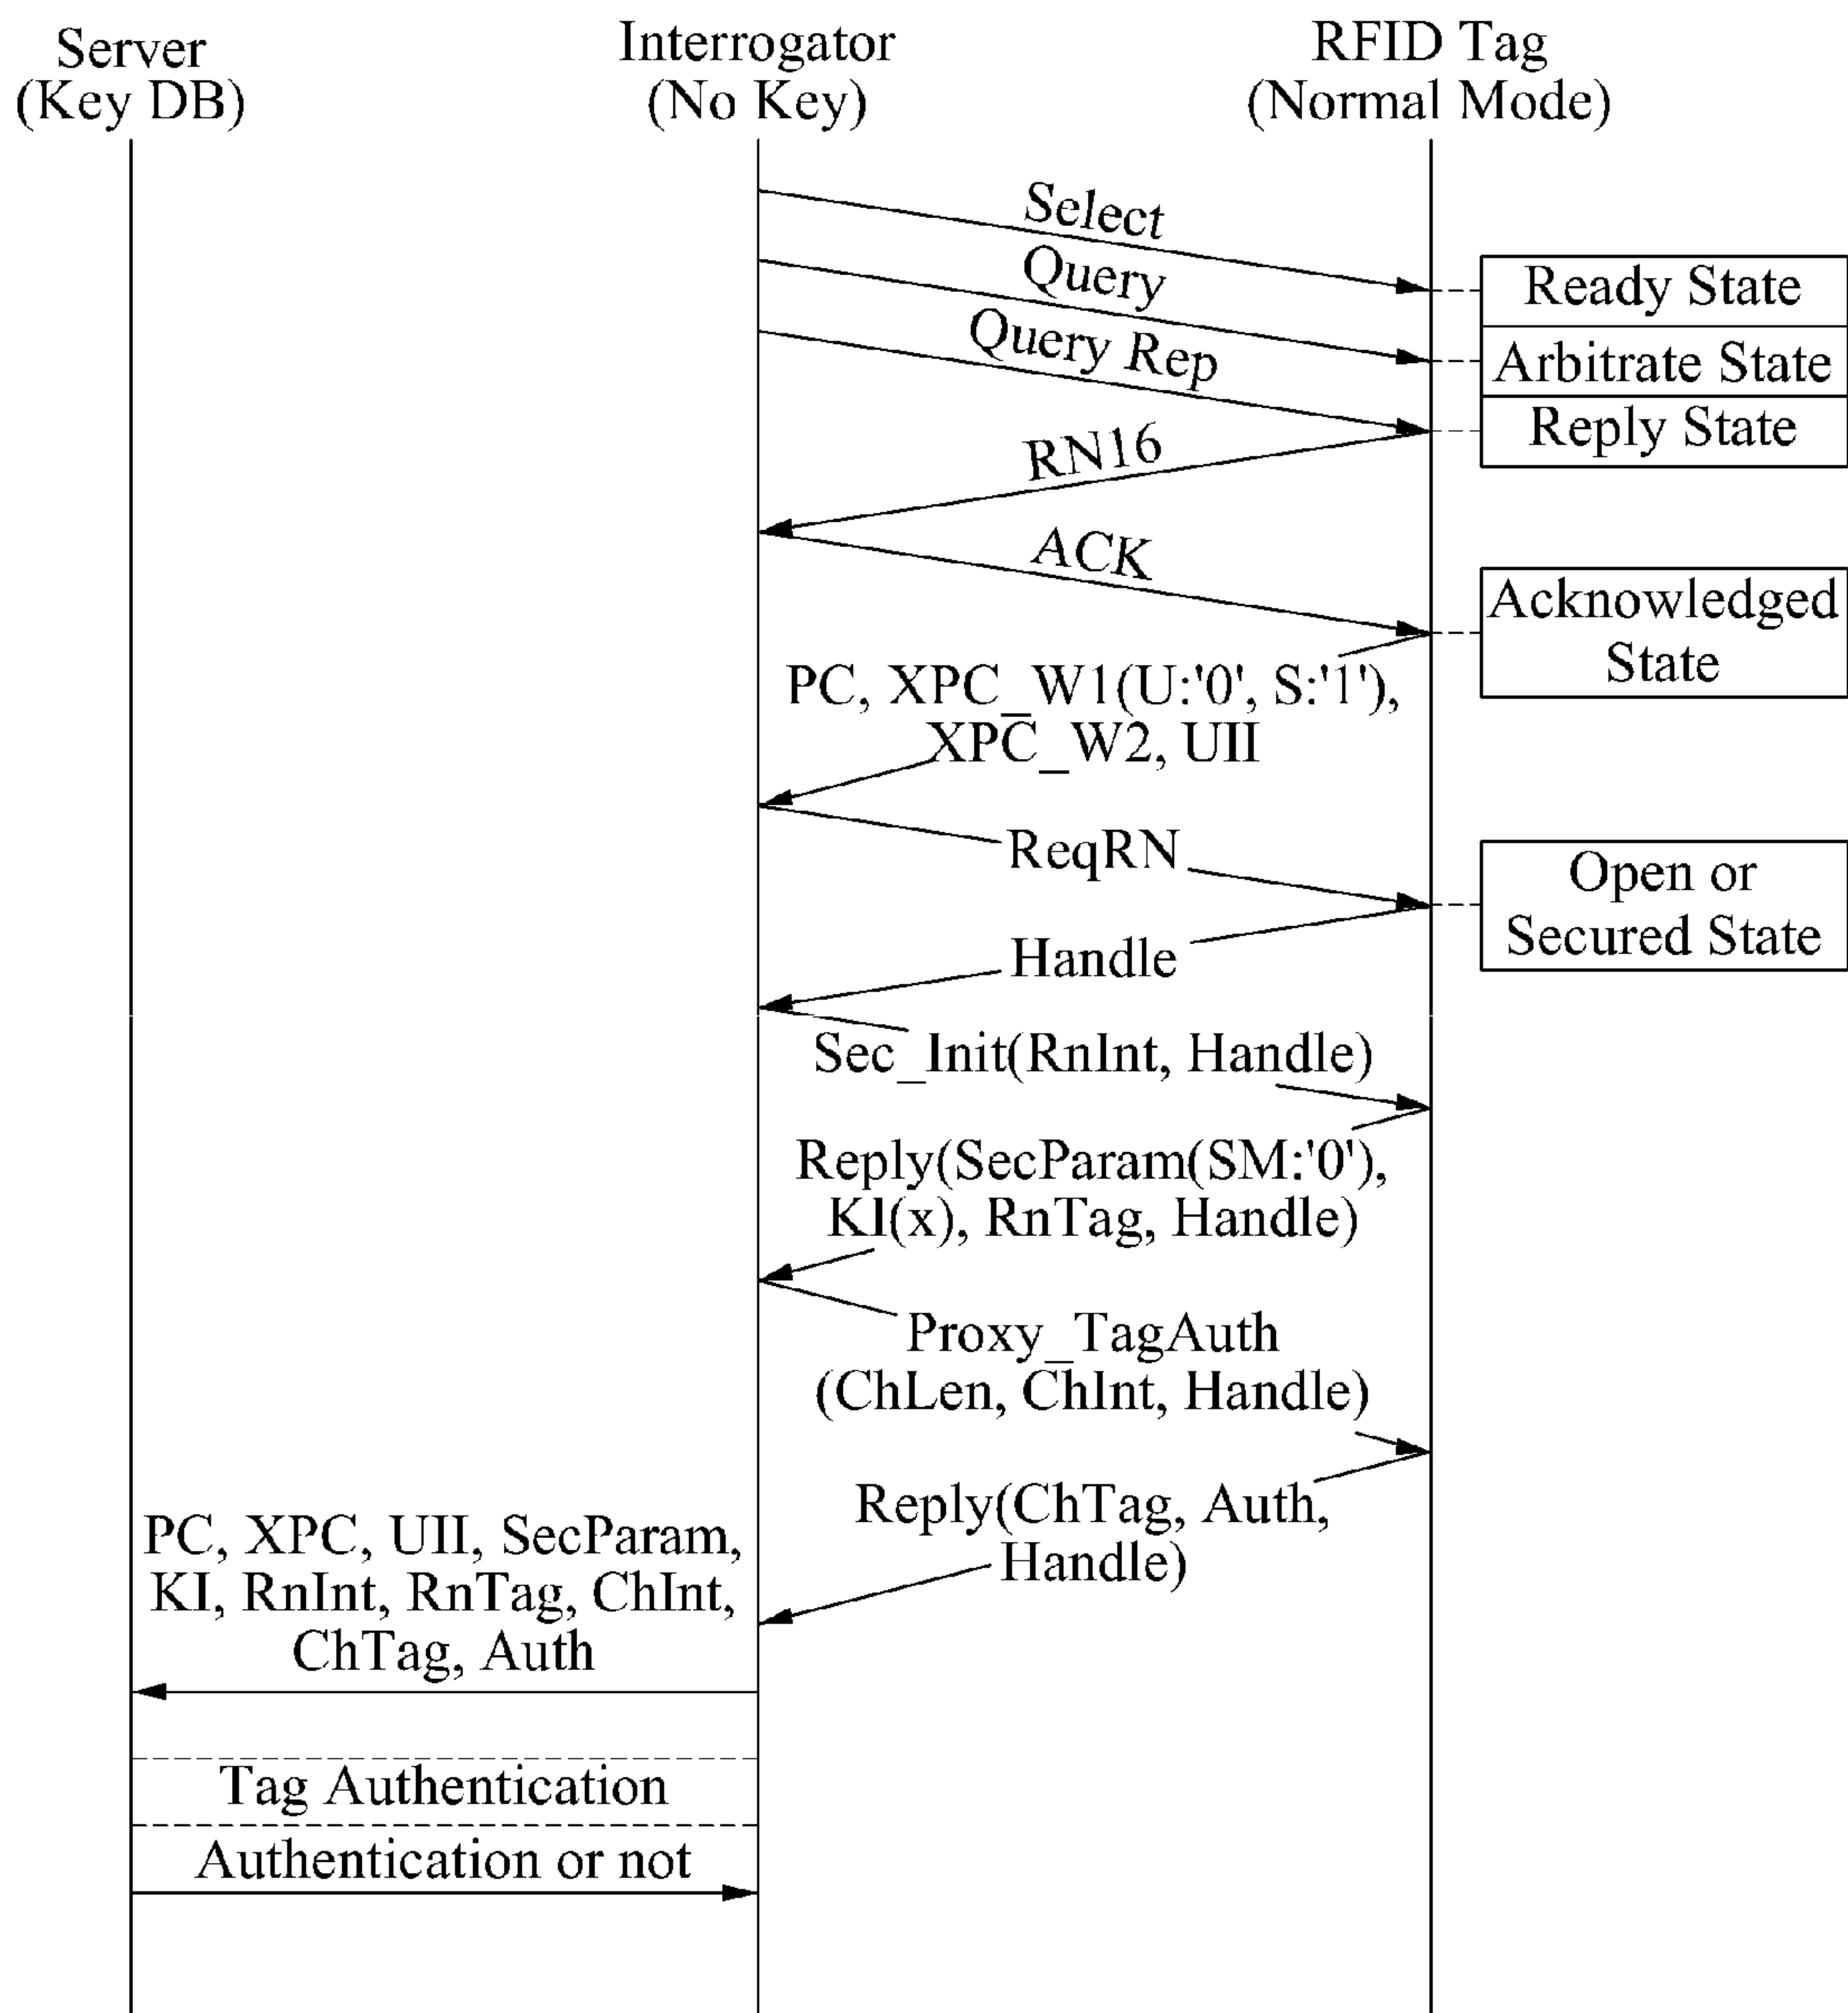 Server
(Key DB)
Interrogator
(No Key)
RFID Tag
(Normal Mode)
Select
Query
Ready State
Query Rep
Arbitrate State
Reply State
RN16
ACK
Acknowledged
State
PC, XPC_W1(U:'0', S:'1'),
XPC_W2, UII
ReqRN
Open or
Secured State
Handle
Sec_Init(RnInt, Handle)
Reply(SecParam(SM:'0'),
KI(x), RnTag, Handle)
Proxy_TagAuth
(ChLen, ChInt, Handle)
Reply(ChTag, Auth,
Handle)
PC, XPC, UII, SecParam,
KI, RnInt, RnTag, ChInt,
ChTag, Auth
Tag Authentication
Authentication or not